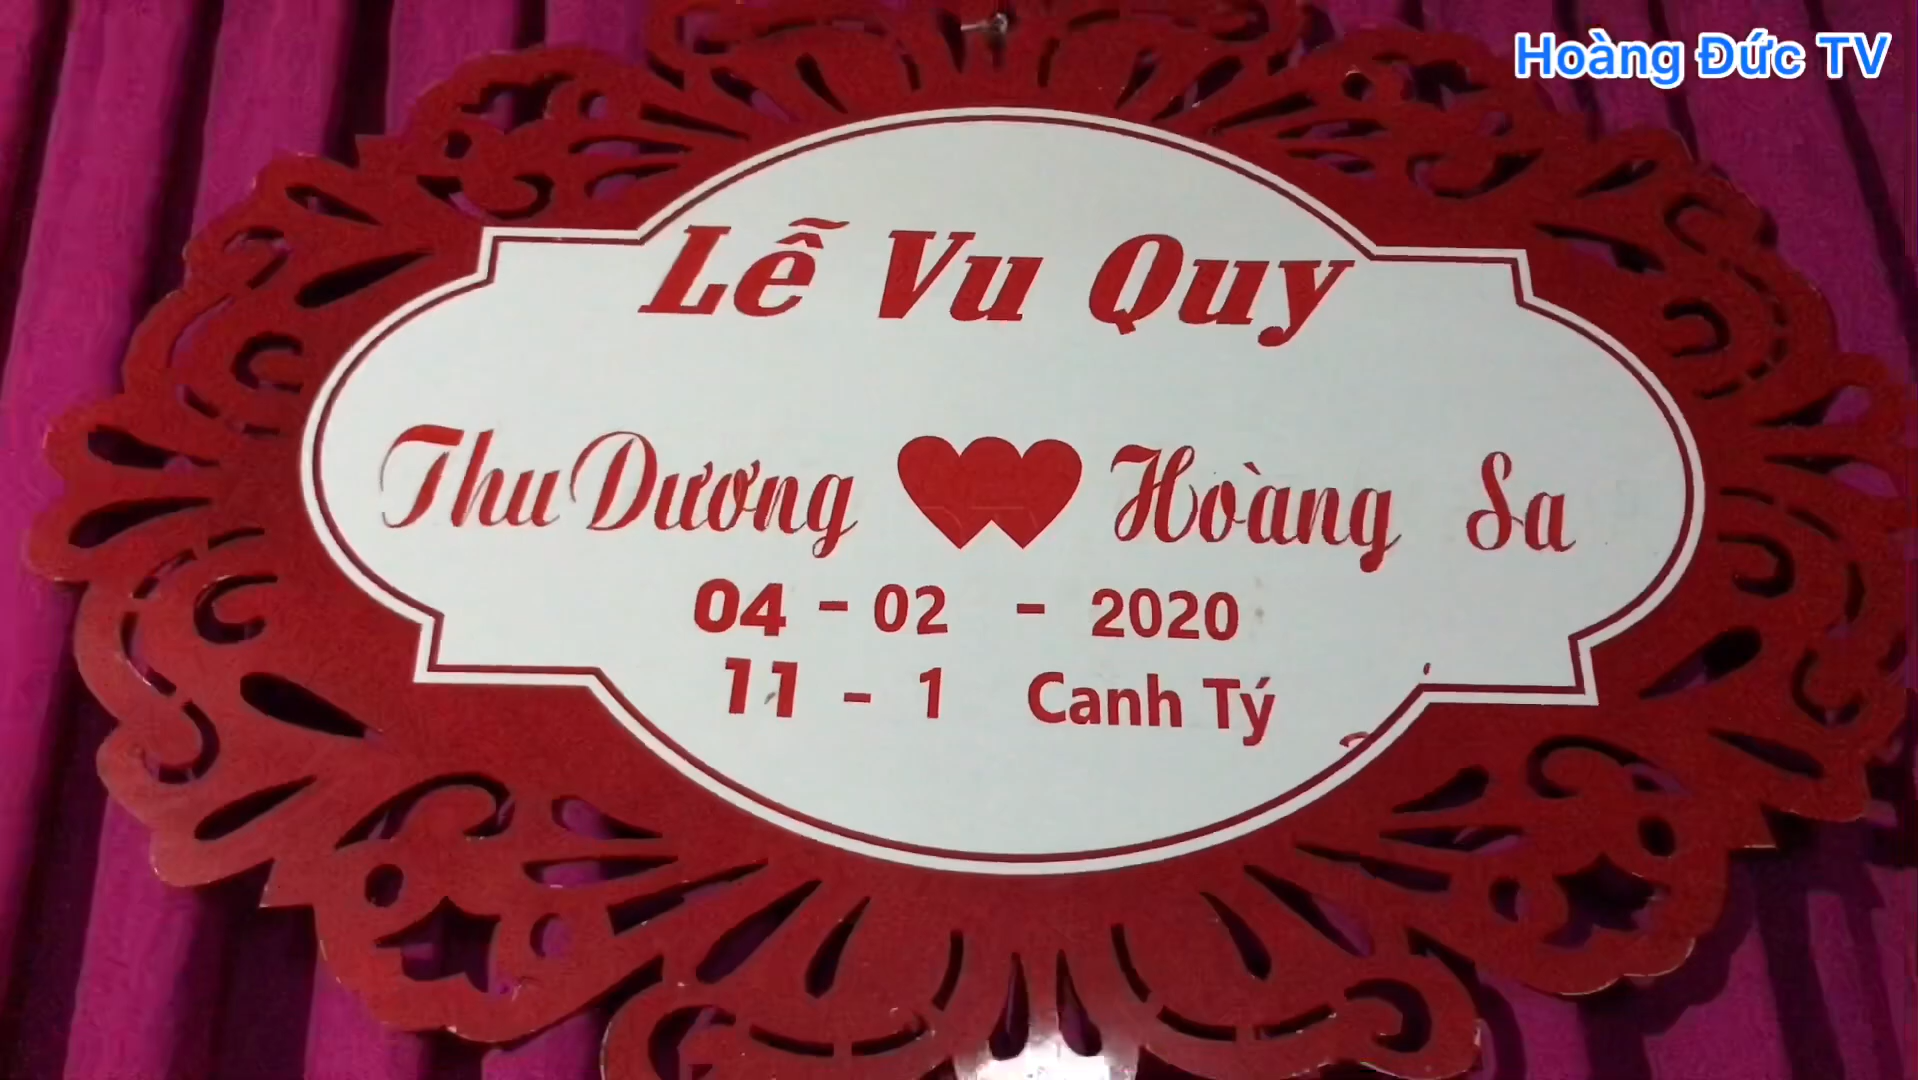 Hoàng Đức TV
Lễ Vu Quy
Thu Dương Hoàng Sa
04 - 02 - 2020
11 - 1 Canh Tý